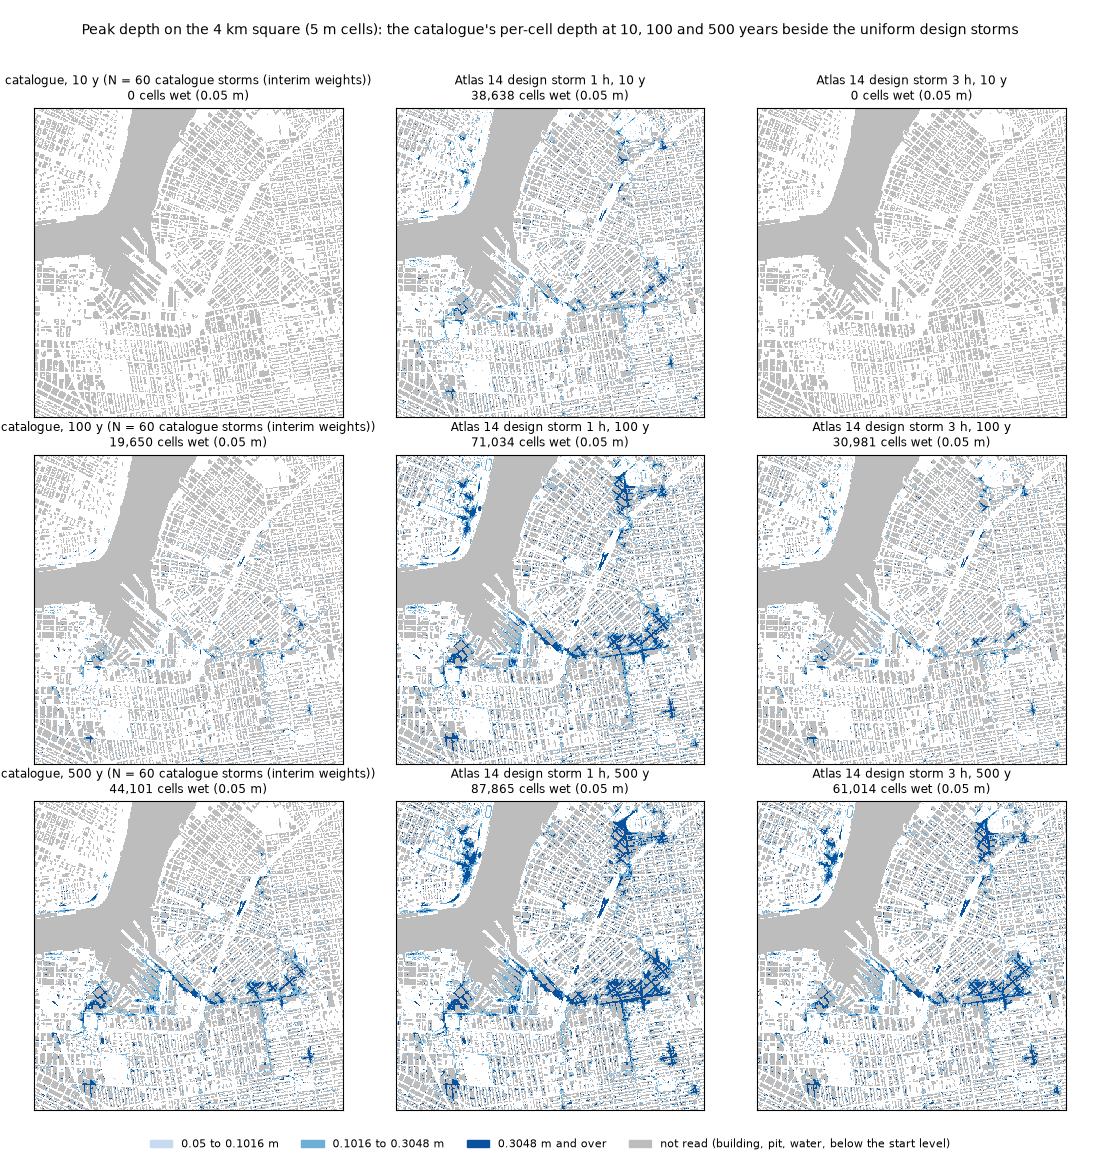 Peak depth on the 4 km square (5 m cells): the catalogue's per-cell depth at 10, 100 and 500 years beside the uniform design storms
catalogue, 10 y (N = 60 catalogue storms (interim weights))
0 cells wet (0.05 m)
Atlas 14 design storm 1 h, 10 y
38,638 cells wet (0.05 m)
Atlas 14 design storm 3 h, 10 y
0 cells wet (0.05 m)
catalogue, 100 y (N = 60 catalogue storms (interim weights))
19,650 cells wet (0.05 m)
Atlas 14 design storm 1 h, 100 y
71,034 cells wet (0.05 m)
Atlas 14 design storm 3 h, 100 y
30,981 cells wet (0.05 m)
catalogue, 500 y (N = 60 catalogue storms (interim weights))
44,101 cells wet (0.05 m)
Atlas 14 design storm 1 h, 500 y
87,865 cells wet (0.05 m)
Atlas 14 design storm 3 h, 500 y
61,014 cells wet (0.05 m)
0.05 to 0.1016 m
0.1016 to 0.3048 m
0.3048 m and over
not read (building, pit, water, below the start level)